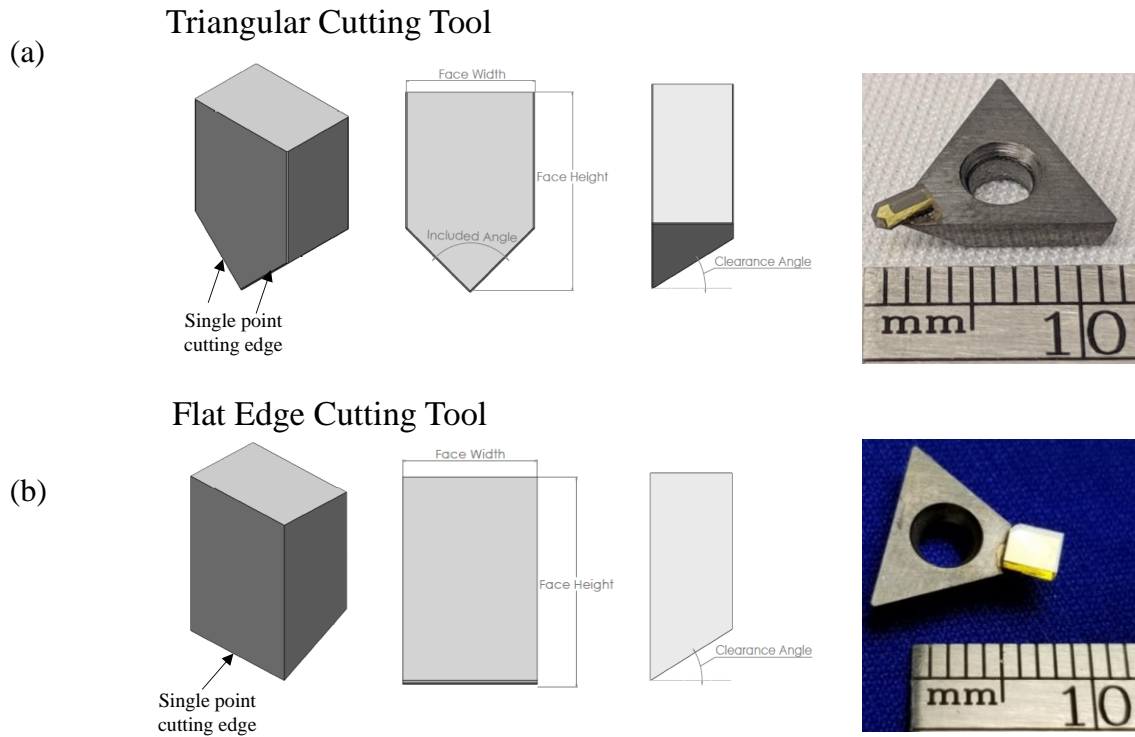 Triangular Cutting Tool
(a)
Face Width
Face Height
Included Angle
Clearance Angle
Single point
cutting edge
mm 10
Flat Edge Cutting Tool
(b)
Face Width
Face Height
Clearance Angle
Single point
cutting edge
mm 10